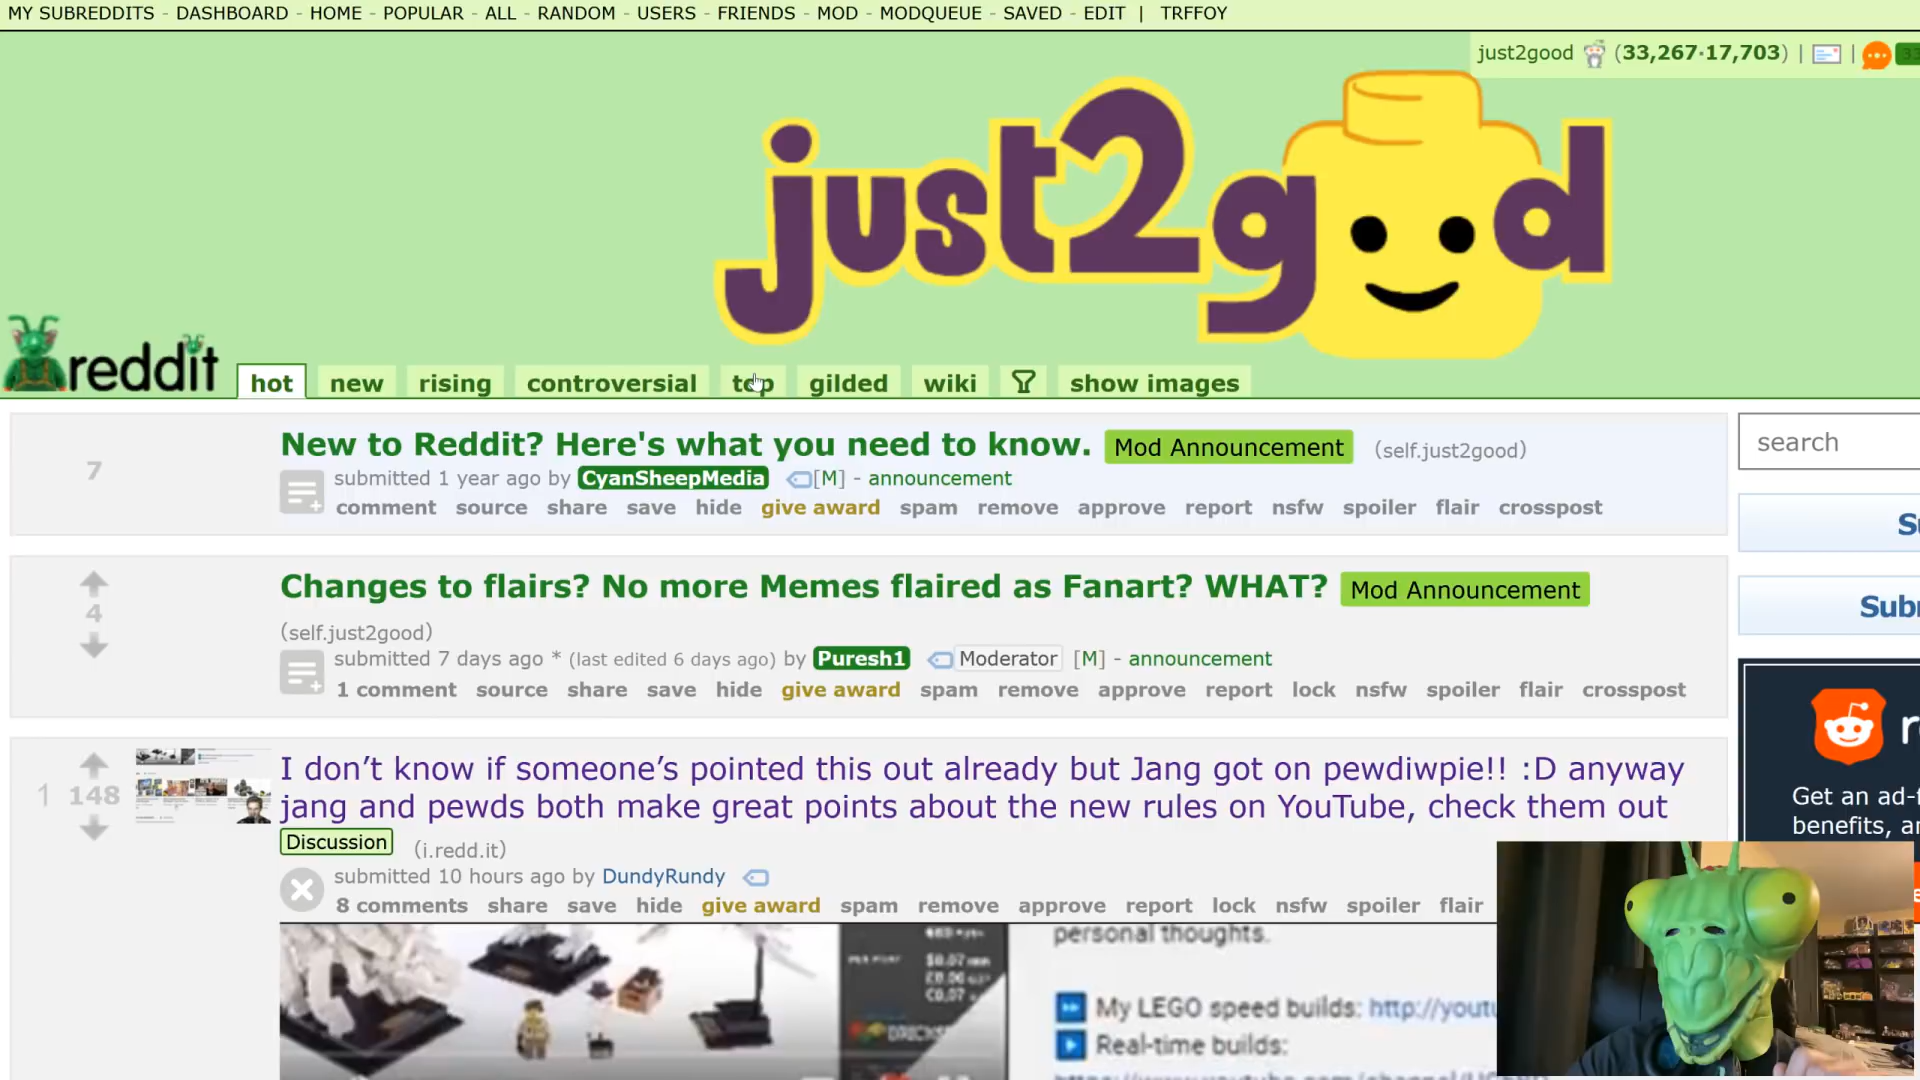 MY SUBREDDITS - DASHBOARD - HOME - POPULAR - ALL - RANDOM - USERS - FRIENDS - MOD - MODQUEUE - SAVED - EDIT | TRFFOY
just2good (33,267·17,703) | |
just2good
reddit
hot new rising controversial top gilded wiki show images
7
New to Reddit? Here's what you need to know. Mod Announcement (self.just2good)
submitted 1 year ago by CyanSheepMedia [M] - announcement
comment source share save hide give award spam remove approve report nsfw spoiler flair crosspost
search
4
Changes to flairs? No more Memes flaired as Fanart? WHAT? Mod Announcement
(self.just2good)
submitted 7 days ago * (last edited 6 days ago) by Puresh1 Moderator [M] - announcement
1 comment source share save hide give award spam remove approve report lock nsfw spoiler flair crosspost
1 148
I don’t know if someone’s pointed this out already but Jang got on pewdiwpie!! :D anyway
jang and pewds both make great points about the new rules on YouTube, check them out
Discussion (i.redd.it)
submitted 10 hours ago by DundyRundy
8 comments share save hide give award spam remove approve report lock nsfw spoiler flair
Get an ad-f
benefits, an
personal thoughts.
My LEGO speed builds: http://youtu
Real-time builds: